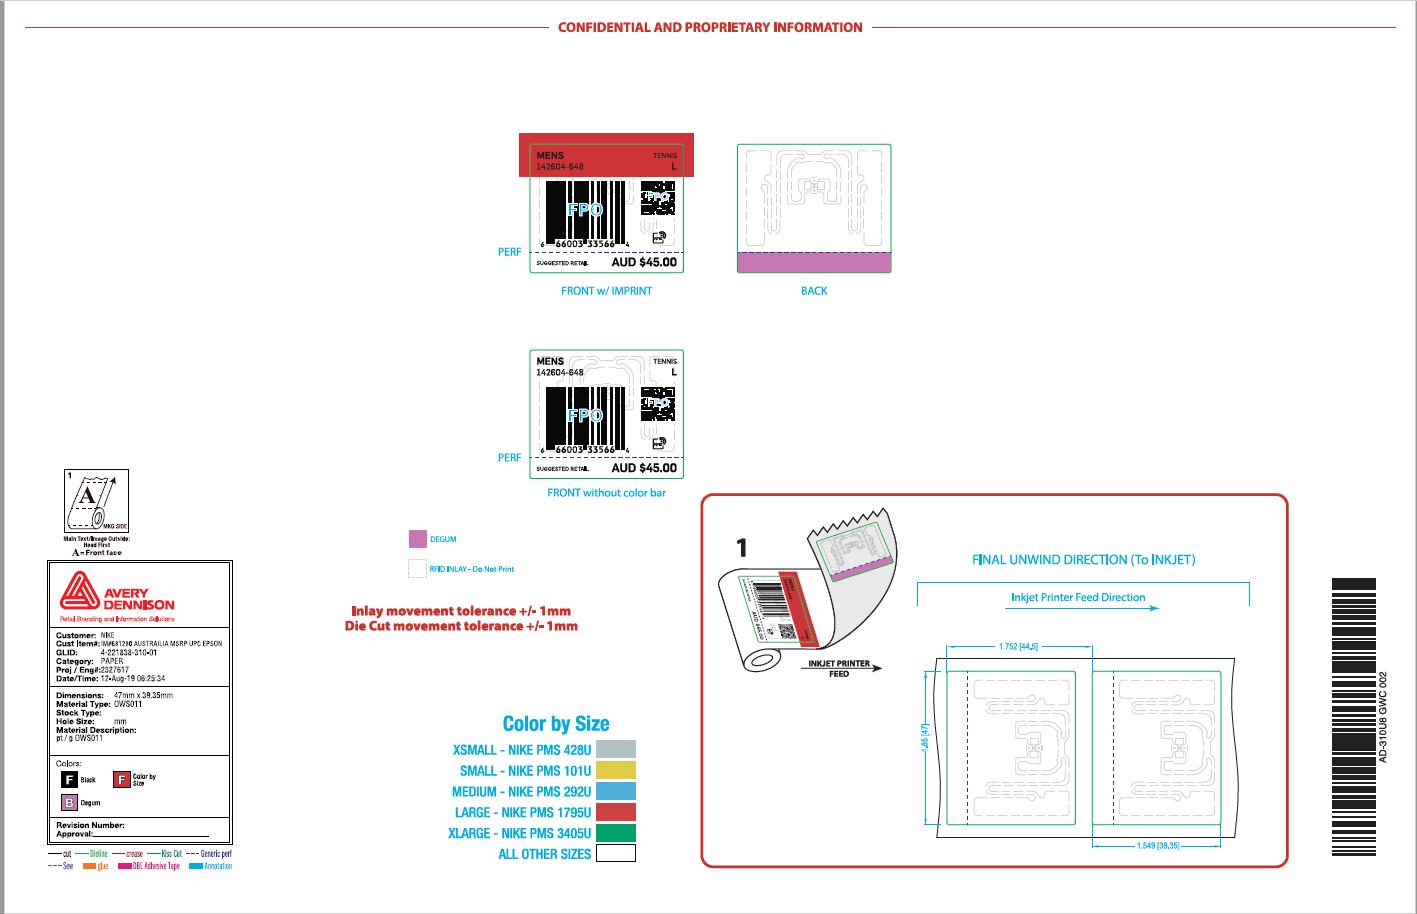 CONFIDENTIAL AND PROPRIETARY INFORMATION
MENS
TENNIS
142604-648
L
FPO
FPO
6 66003 33566 4
PERF
SUGGESTED RETAIL
AUD $45.00
FRONT w/ IMPRINT
BACK
MENS
TENNIS
142604-648
L
FPO
FPO
6 66003 33566 4
PERF
SUGGESTED RETAIL
AUD $45.00
FRONT without color bar
1
A
MKG SIDE
Main Text/Image Outside:
Head First
A = Front face
DEGUM
RFID INLAY - Do Not Print
Inlay movement tolerance +/- 1mm
Die Cut movement tolerance +/- 1mm
AVERY
DENNISON
Retail Branding and Information Solutions
Customer: NIKE
Cust Item#: IM#681280 AUSTRAILIA MSRP UPC EPSON
GLID: 4-221838-310-01
Category: PAPER
Proj / Eng#: 2327617
Date/Time: 12-Aug-19 06:25:34
Dimensions: 47mm x 39.35mm
Material Type: OWS011
Stock Type:
Hole Size: mm
Material Description:
pt / g OWS011
Colors:
F Black
F Color by
Size
B Degum
Revision Number:
Approval:
cut Dieline crease Kiss Cut Generic perf
Sew glue DBL Adhesive Tape Annotation
Color by Size
XSMALL - NIKE PMS 428U
SMALL - NIKE PMS 101U
MEDIUM - NIKE PMS 292U
LARGE - NIKE PMS 1795U
XLARGE - NIKE PMS 3405U
ALL OTHER SIZES
1
INKJET PRINTER
FEED
FINAL UNWIND DIRECTION (To INKJET)
Inkjet Printer Feed Direction
1.752 [44.5]
1.85 [47]
1.549 [39.35]
AD-310U8 GWC 002